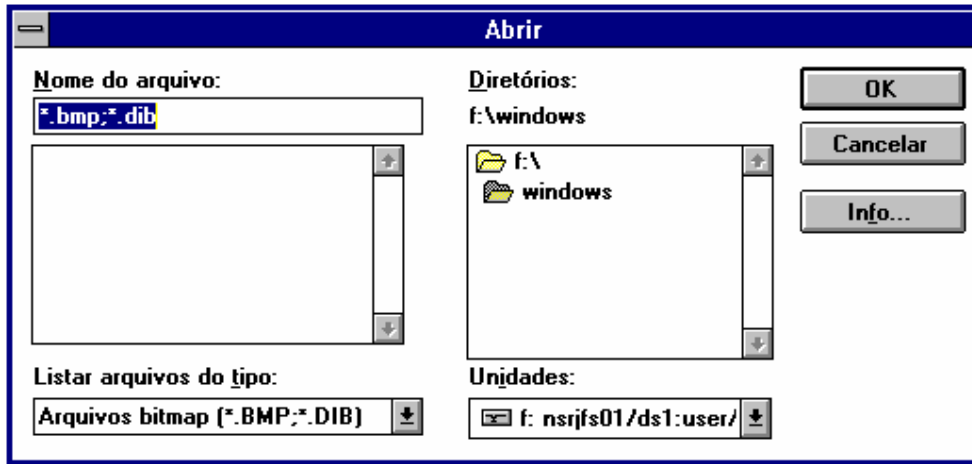 Abrir
Nome do arquivo:
*.bmp;*.dib
Diretórios:
f:\windows
f:\
windows
OK
Cancelar
Info...
Listar arquivos do tipo:
Arquivos bitmap (*.BMP;*.DIB)
Unidades:
f: nsrjfs01/ds1:user/